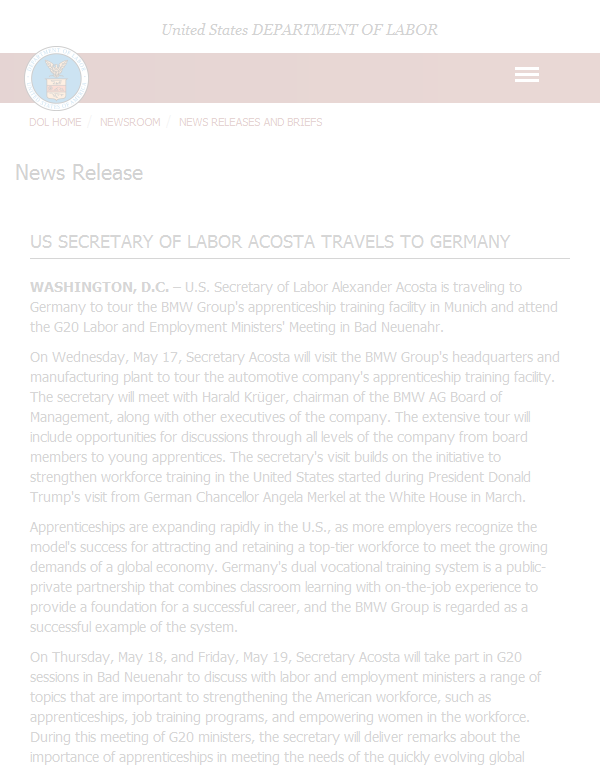 United States DEPARTMENT OF LABOR
DOL HOME / NEWSROOM / NEWS RELEASES AND BRIEFS
News Release
US SECRETARY OF LABOR ACOSTA TRAVELS TO GERMANY
WASHINGTON, D.C. – U.S. Secretary of Labor Alexander Acosta is traveling to
Germany to tour the BMW Group's apprenticeship training facility in Munich and attend
the G20 Labor and Employment Ministers' Meeting in Bad Neuenahr.
On Wednesday, May 17, Secretary Acosta will visit the BMW Group's headquarters and
manufacturing plant to tour the automotive company's apprenticeship training facility.
The secretary will meet with Harald Krüger, chairman of the BMW AG Board of
Management, along with other executives of the company. The extensive tour will
include opportunities for discussions through all levels of the company from board
members to young apprentices. The secretary's visit builds on the initiative to
strengthen workforce training in the United States started during President Donald
Trump's visit from German Chancellor Angela Merkel at the White House in March.
Apprenticeships are expanding rapidly in the U.S., as more employers recognize the
model's success for attracting and retaining a top-tier workforce to meet the growing
demands of a global economy. Germany's dual vocational training system is a public-
private partnership that combines classroom learning with on-the-job experience to
provide a foundation for a successful career, and the BMW Group is regarded as a
successful example of the system.
On Thursday, May 18, and Friday, May 19, Secretary Acosta will take part in G20
sessions in Bad Neuenahr to discuss with labor and employment ministers a range of
topics that are important to strengthening the American workforce, such as
apprenticeships, job training programs, and empowering women in the workforce.
During this meeting of G20 ministers, the secretary will deliver remarks about the
importance of apprenticeships in meeting the needs of the quickly evolving global